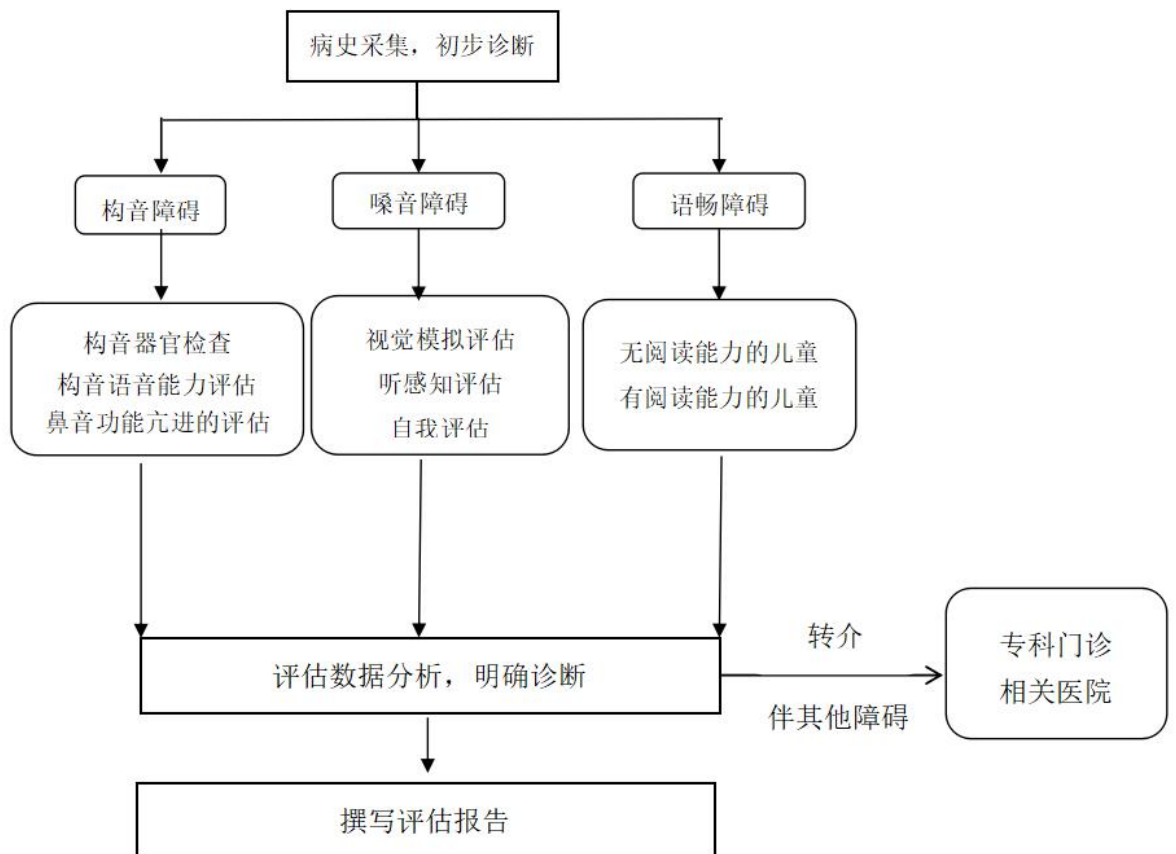 病史采集，初步诊断
构音障碍
嗓音障碍
语畅障碍
构音器官检查
构音语音能力评估
鼻音功能亢进的评估
视觉模拟评估
听感知评估
自我评估
无阅读能力的儿童
有阅读能力的儿童
评估数据分析，明确诊断
转介
伴其他障碍
专科门诊
相关医院
撰写评估报告